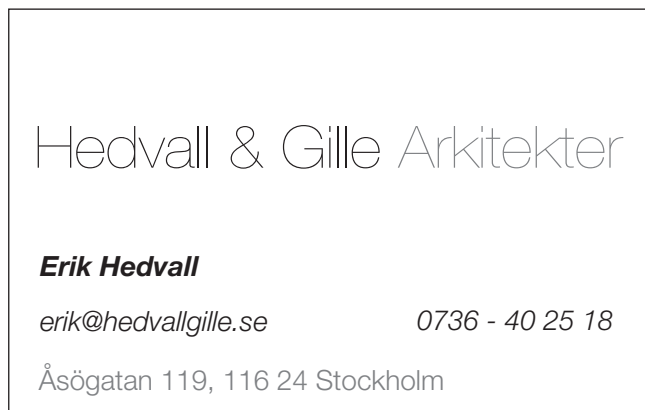 Hedvall & Gille Arkitekter
Erik Hedvall
erik@hedvallgille.se 0736 - 40 25 18
Åsögatan 119, 116 24 Stockholm